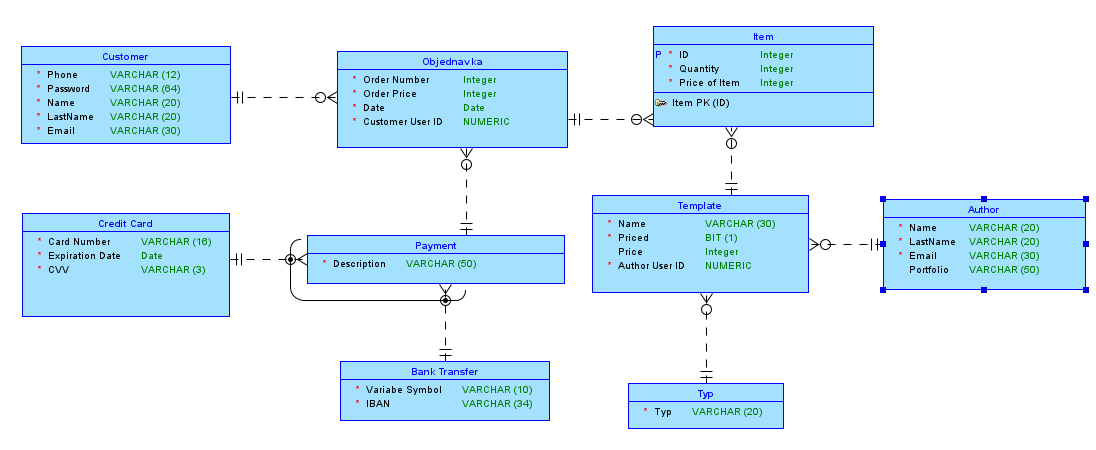 Customer
* Phone VARCHAR (12)
* Password VARCHAR (64)
* Name VARCHAR (20)
* LastName VARCHAR (20)
* Email VARCHAR (30)
Objednavka
* Order Number Integer
* Order Price Integer
* Date Date
* Customer User ID NUMERIC
Item
P * ID Integer
* Quantity Integer
* Price of Item Integer
Item PK (ID)
Credit Card
* Card Number VARCHAR (16)
* Expiration Date Date
* CVV VARCHAR (3)
Payment
* Description VARCHAR (50)
Template
* Name VARCHAR (30)
* Priced BIT (1)
Price Integer
* Author User ID NUMERIC
Author
* Name VARCHAR (20)
* LastName VARCHAR (20)
* Email VARCHAR (30)
Portfolio VARCHAR (50)
Bank Transfer
* Variabe Symbol VARCHAR (10)
* IBAN VARCHAR (34)
Typ
* Typ VARCHAR (20)